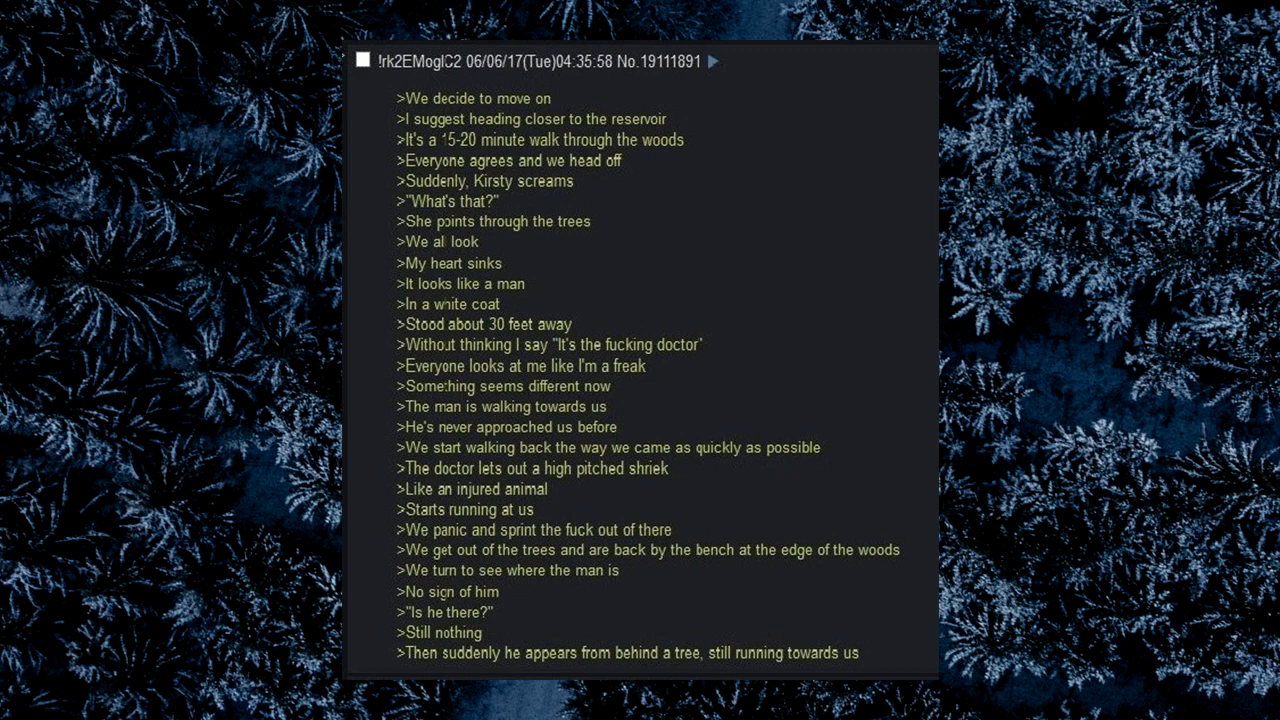 !rk2EMogIC2 06/06/17(Tue)04:35:58 No.19111891
>We decide to move on
>I suggest heading closer to the reservoir
>It's a 15-20 minute walk through the woods
>Everyone agrees and we head off
>Suddenly, Kirsty screams
>"What's that?"
>She points through the trees
>We all look
>My heart sinks
>It looks like a man
>In a white coat
>Stood about 30 feet away
>Without thinking I say "It's the fucking doctor'
>Everyone looks at me like I'm a freak
>Something seems different now
>The man is walking towards us
>He's never approached us before
>We start walking back the way we came as quickly as possible
>The doctor lets out a high pitched shriek
>Like an injured animal
>Starts running at us
>We panic and sprint the fuck out of there
>We get out of the trees and are back by the bench at the edge of the woods
>We turn to see where the man is
>No sign of him
>"Is he there?"
>Still nothing
>Then suddenly he appears from behind a tree, still running towards us